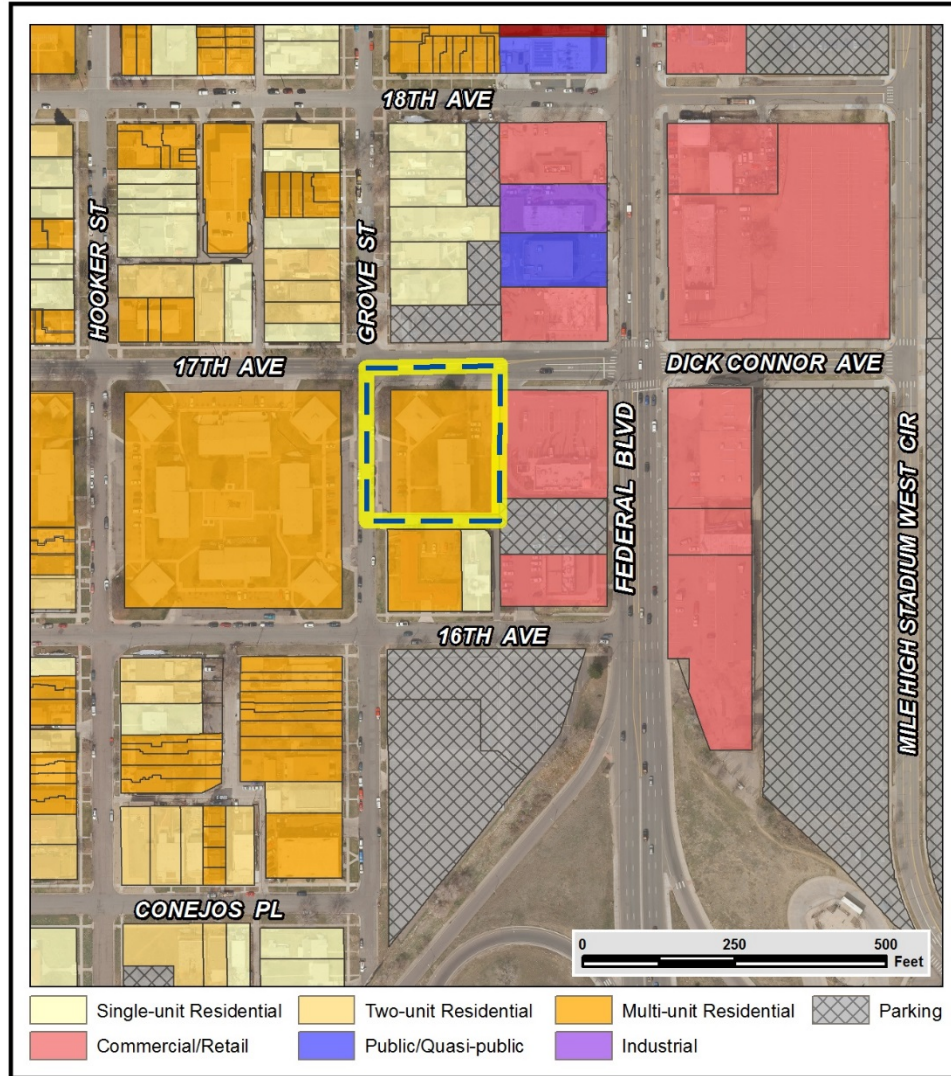 18TH AVE
HOOKER ST
GROVE ST
17TH AVE
DICK CONNOR AVE
FEDERAL BLVD
MILE HIGH STADIUM WEST CIR
16TH AVE
CONEJOS PL
0 250 500
Feet
Single-unit Residential Two-unit Residential Multi-unit Residential Parking
Commercial/Retail Public/Quasi-public Industrial